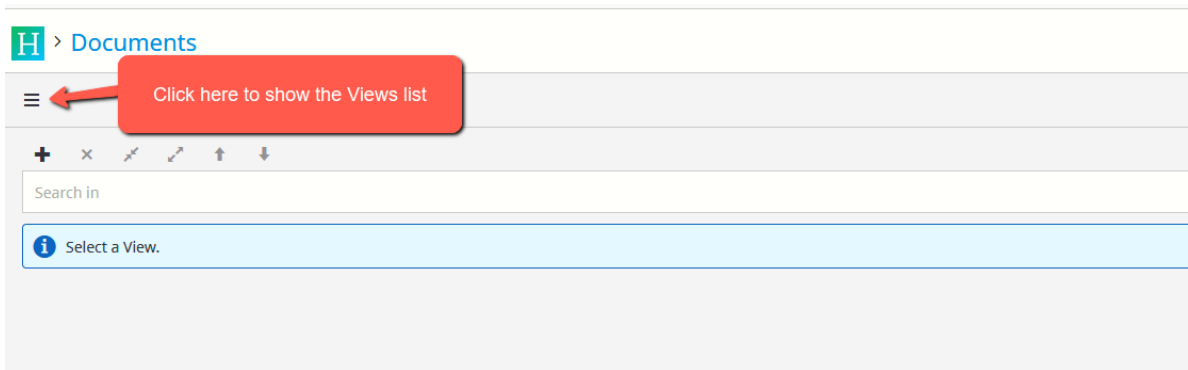 H > Documents
Click here to show the Views list
Search in
Select a View.